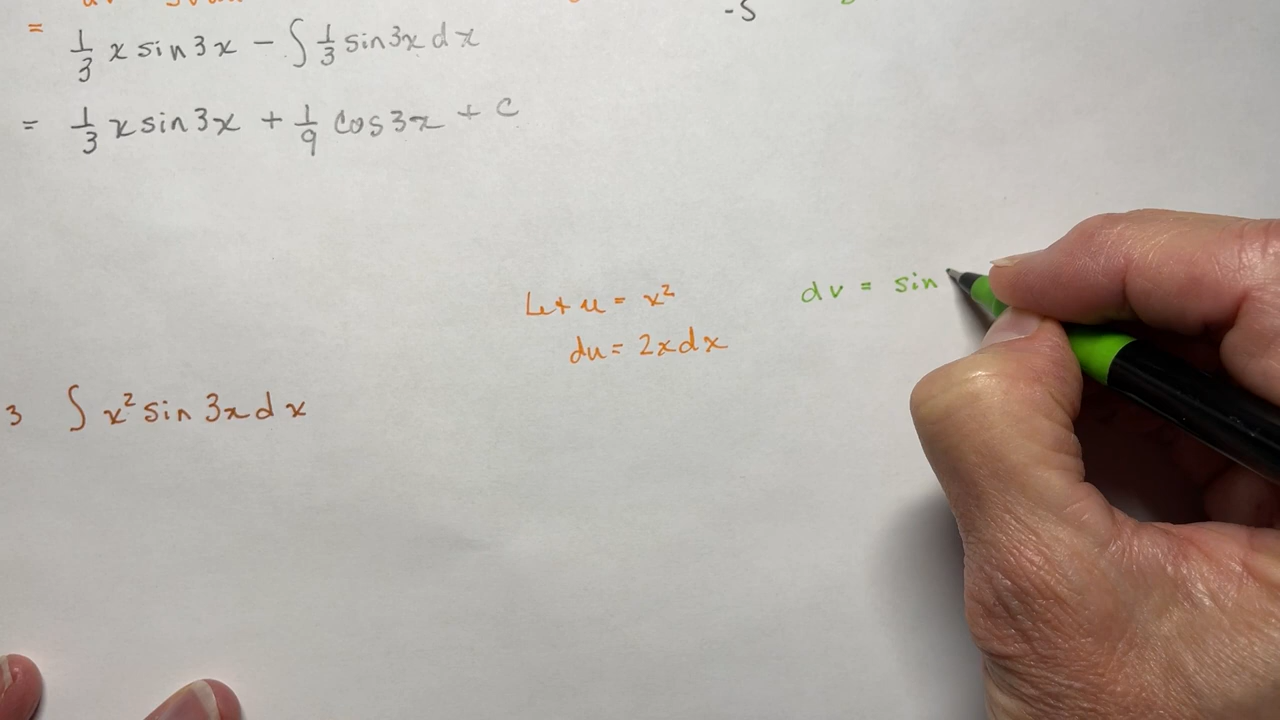 = 1/3 x sin 3x - ∫ 1/3 sin 3x dx
= 1/3 x sin 3x + 1/9 cos 3x + c
Let u = x²
du = 2x dx
dv = sin
3 ∫ x² sin 3x dx